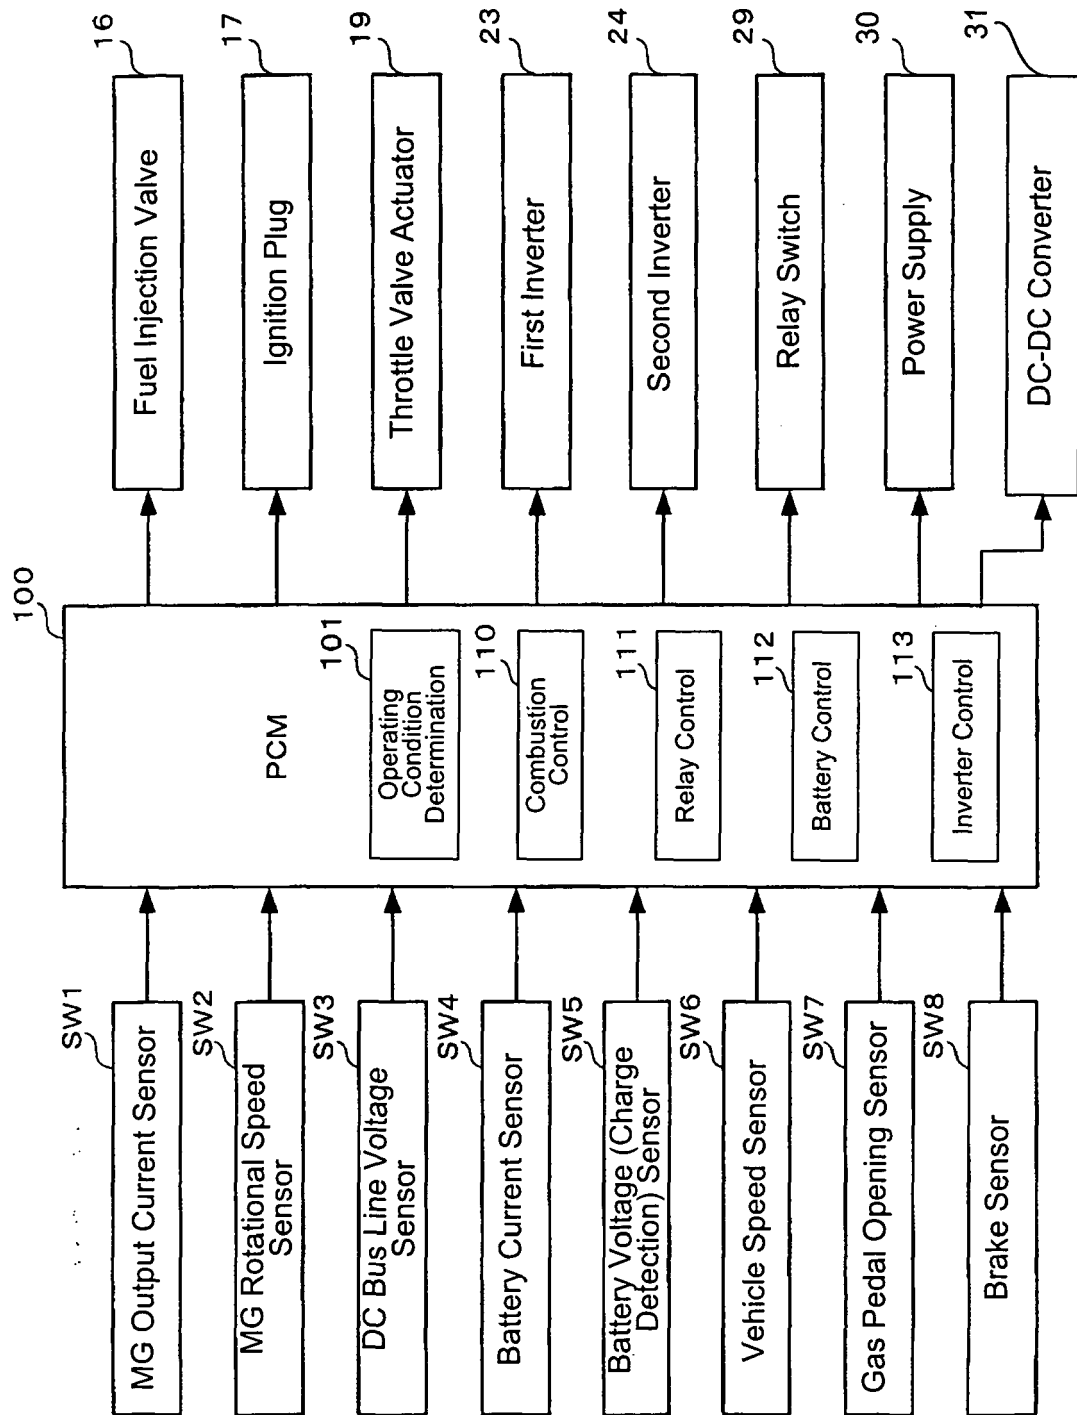 SW1
MG Output Current Sensor
SW2
MG Rotational Speed
Sensor
SW3
DC Bus Line Voltage
Sensor
SW4
Battery Current Sensor
SW5
Battery Voltage (Charge
Detection) Sensor
SW6
Vehicle Speed Sensor
SW7
Gas Pedal Opening Sensor
SW8
Brake Sensor
100
PCM
101
Operating
Condition
Determination
110
Combustion
Control
111
Relay Control
112
Battery Control
113
Inverter Control
16
Fuel Injection Valve
17
Ignition Plug
19
Throttle Valve Actuator
23
First Inverter
24
Second Inverter
29
Relay Switch
30
Power Supply
31
DC-DC Converter